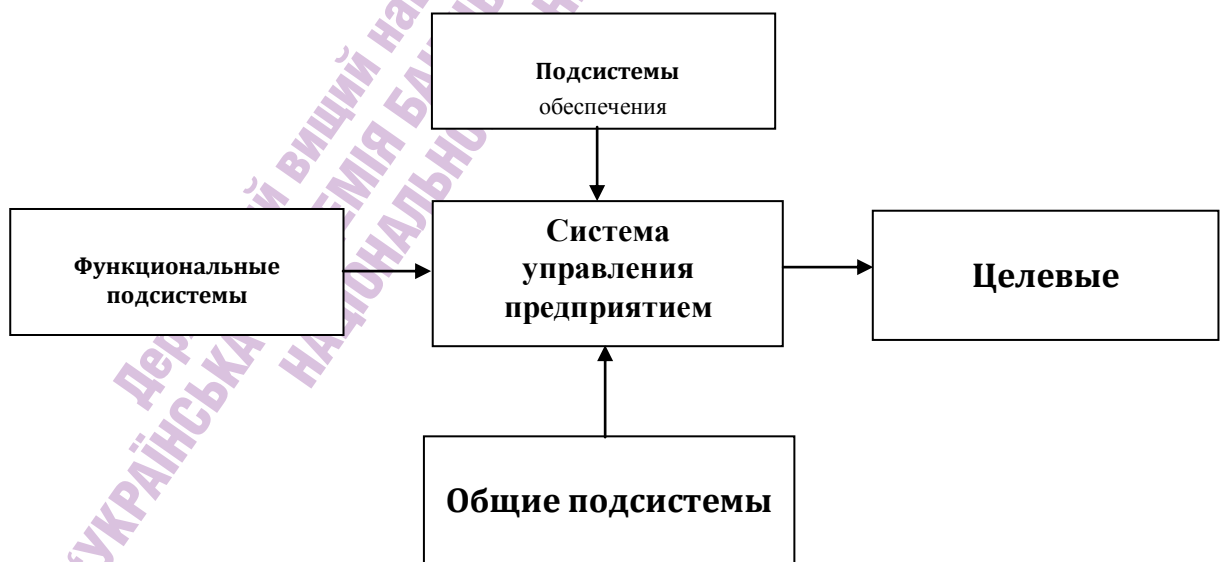 Подсистемы
обеспечения
Функциональные
подсистемы
Система
управления
предприятием
Целевые
Общие подсистемы